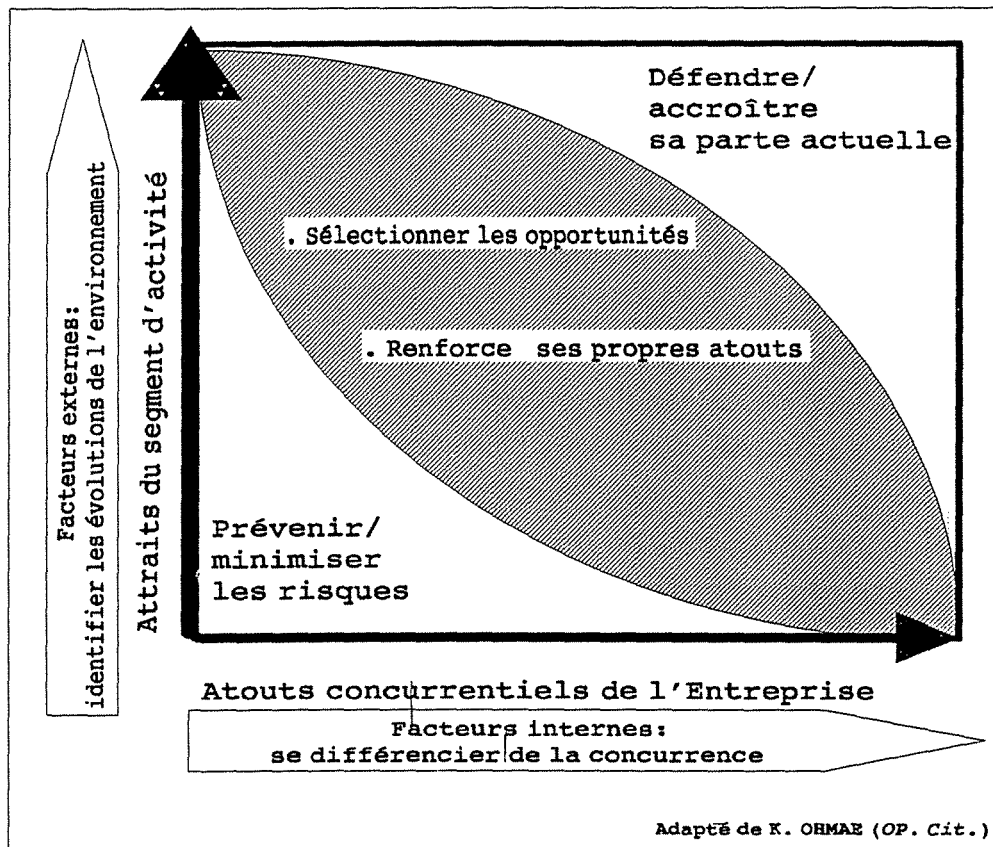 Défendre/
accroître
sa parte actuelle
. Sélectionner les opportunités
. Renforce ses propres atouts
Prévenir/
minimiser
les risques
Facteurs externes:
identifier les évolutions de l'environnement
Attraits du segment d'activité
Atouts concurrentiels de l'Entreprise
Facteurs internes:
se différencier de la concurrence
Adapté de K. OHMAE (OP. Cit.)